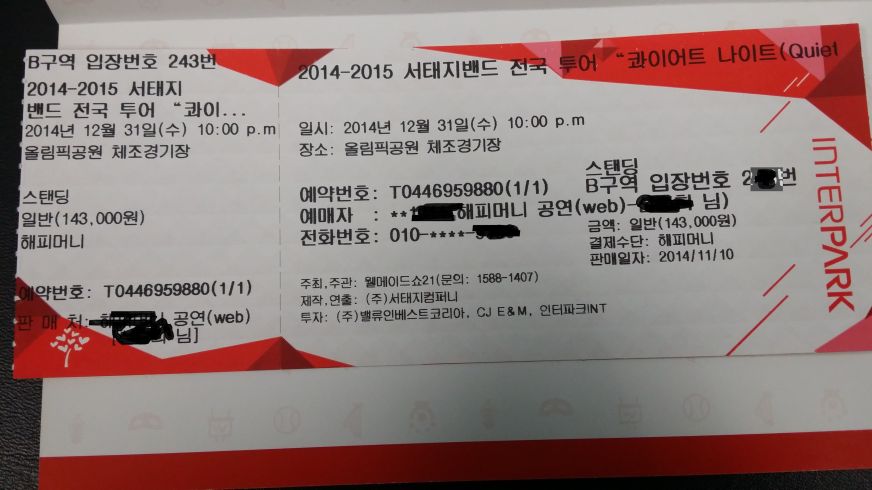 B구역 입장번호 243번
2014-2015 서태지
밴드 전국 투어 “콰이...
2014년 12월 31일(수) 10:00 p.m
올림픽공원 체조경기장
스탠딩
일반(143,000원)
해피머니
예약번호: T0446959880(1/1)
판 매 처: 공연(web)
님]
2014-2015 서태지밴드 전국 투어 “콰이어트 나이트(Quiet
일시: 2014년 12월 31일(수) 10:00 p.m
장소: 올림픽공원 체조경기장
예약번호: T0446959880(1/1)
예매자 : ** 해피머니 공연(web)- 님)
전화번호: 010-****-
스탠딩
B구역 입장번호 2 번
금액: 일반(143,000원)
결제수단: 해피머니
판매일자: 2014/11/10
주최,주관: 웰메이드쇼21(문의: 1588-1407)
제작,연출: (주)서태지컴퍼니
투자: (주)밸류인베스트코리아, CJ E&M, 인터파크INT
INTERPARK